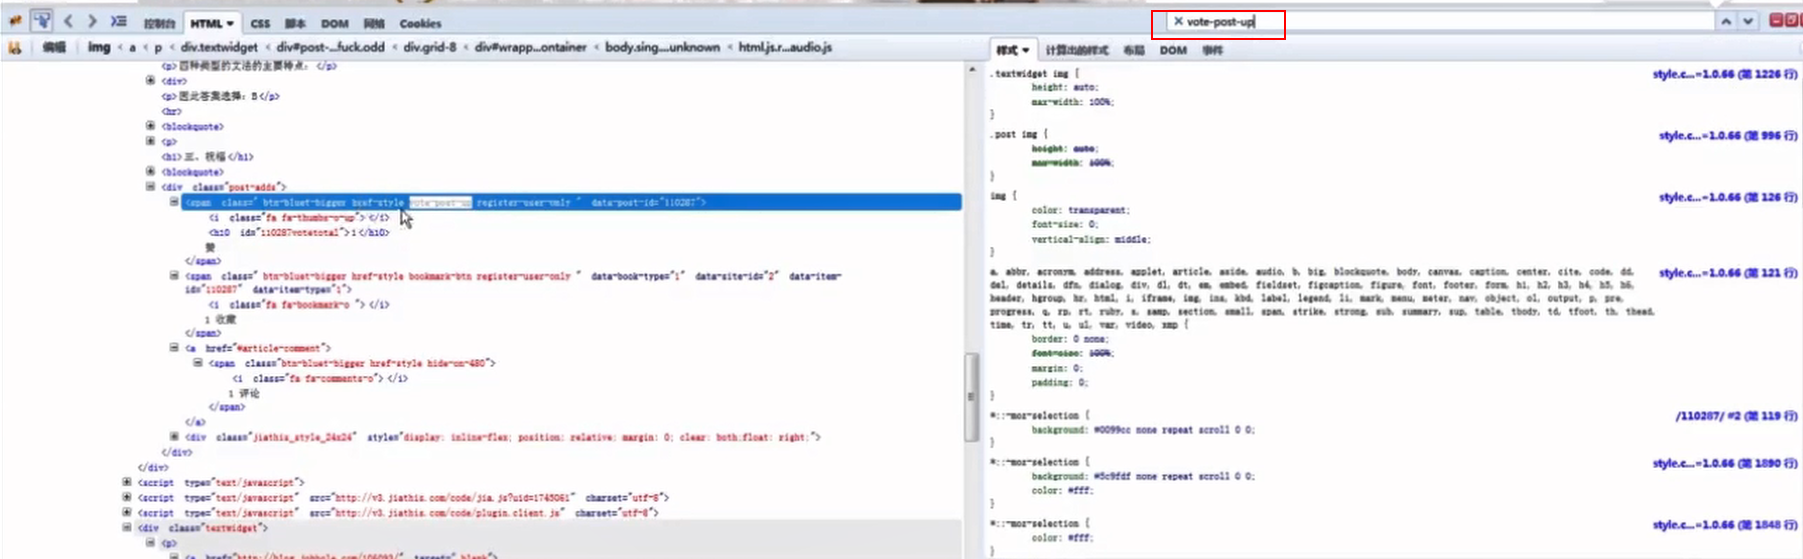 控制台 HTML CSS 脚本 DOM 网络 Cookies
vote-post-up
编辑 img < a < p < div.textwidget < div#post-...fuck.odd < div.grid-8 < div#wrapp...ontainer < body.sing....unknown < html.js.r...audio.js
样式 计算出的样式 布局 DOM 事件
<p>四种类型的文法的主要特点：</p>
<div>
<p>因此答案选择：B</p>
<hr>
<blockquote>
<p>
<h1>三、祝福</h1>
<blockquote>
<div class="post-adds">
<span class=" btn-bluet-bigger href-style vote-post-up register-user-only " data-post-id="110287">
<i class="fa fa-thumbs-o-up"></i>
<h10 id="110287votetotal">1</h10>
赞
</span>
<span class=" btn-bluet-bigger href-style bookmark-btn register-user-only " data-book-type="1" data-site-id="2" data-item-
id="110287" data-item-type="1">
<i class="fa fa-bookmark-o "></i>
1 收藏
</span>
<a href="#article-comment">
<span class="btn-bluet-bigger href-style hide-on-480">
<i class="fa fa-comments-o"></i>
1 评论
</span>
</a>
<div class="jiathis_style_24x24" style="display: inline-flex; position: relative; margin: 0; clear: both;float: right;">
</div>
</div>
<script type="text/javascript">
<script type="text/javascript" src="http://v3.jiathis.com/code/jia.js?uid=1745061" charset="utf-8">
<script type="text/javascript" src="http://v3.jiathis.com/code/plugin.client.js" charset="utf-8">
<div class="textwidget">
<p>
<a href="http://blog.jobbole.com/106093/" target="_blank">
.textwidget img { style.c...=1.0.66 (第 1226 行)
height: auto;
max-width: 100%;
}
.post img { style.c...=1.0.66 (第 996 行)
height: auto;
max-width: 100%;
}
img { style.c...=1.0.66 (第 126 行)
color: transparent;
font-size: 0;
vertical-align: middle;
}
a, abbr, acronym, address, applet, article, aside, audio, b, big, blockquote, body, canvas, caption, center, cite, code, dd, style.c...=1.0.66 (第 121 行)
del, details, dfn, dialog, div, dl, dt, em, embed, fieldset, figcaption, figure, font, footer, form, h1, h2, h3, h4, h5, h6,
header, hgroup, hr, html, i, iframe, img, ins, kbd, label, legend, li, mark, menu, meter, nav, object, ol, output, p, pre,
progress, q, rp, rt, ruby, s, samp, section, small, span, strike, strong, sub, summary, sup, table, tbody, td, tfoot, th, thead,
time, tr, tt, u, ul, var, video, xmp {
border: 0 none;
font-size: 100%;
margin: 0;
padding: 0;
}
*::-moz-selection { /110287/ #2 (第 119 行)
background: #0099cc none repeat scroll 0 0;
}
*::-moz-selection { style.c...=1.0.66 (第 1890 行)
background: #5c9fdf none repeat scroll 0 0;
color: #fff;
}
*::-moz-selection { style.c...=1.0.66 (第 1848 行)
color: #fff;
}